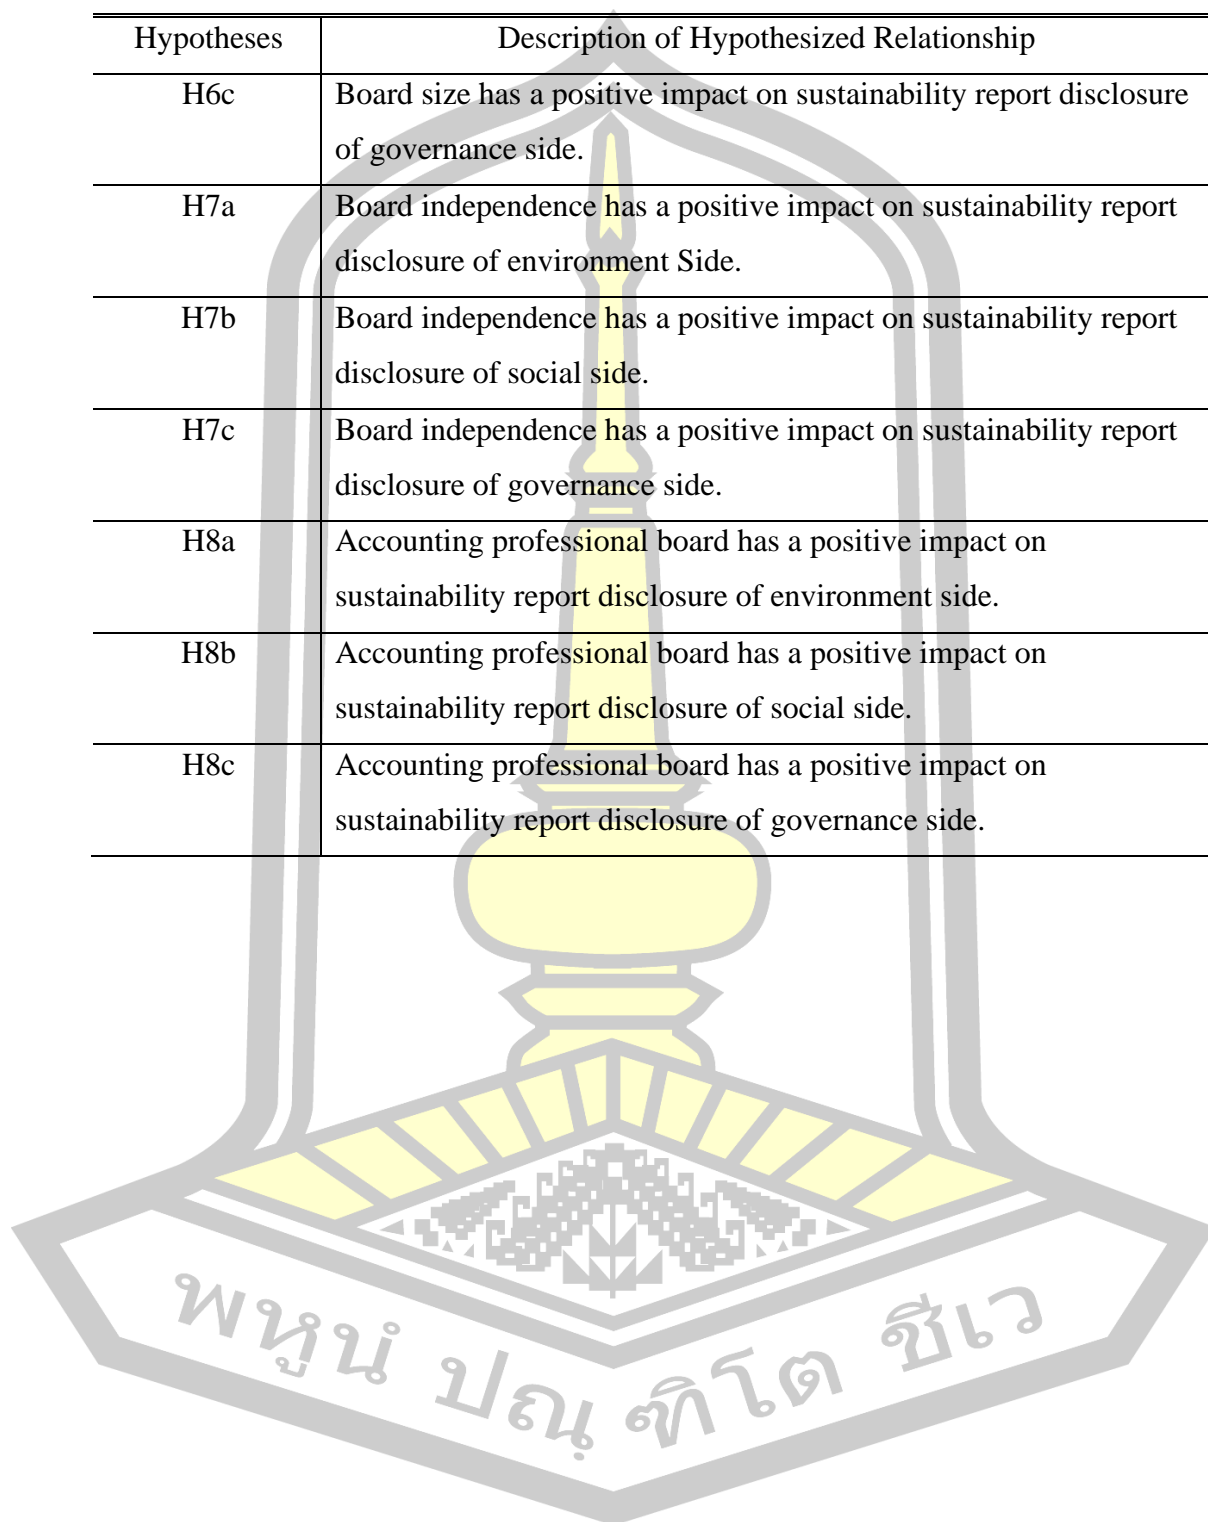 Hypotheses Description of Hypothesized Relationship
H6c Board size has a positive impact on sustainability report disclosure
of governance side.
H7a Board independence has a positive impact on sustainability report
disclosure of environment Side.
H7b Board independence has a positive impact on sustainability report
disclosure of social side.
H7c Board independence has a positive impact on sustainability report
disclosure of governance side.
H8a Accounting professional board has a positive impact on
sustainability report disclosure of environment side.
H8b Accounting professional board has a positive impact on
sustainability report disclosure of social side.
H8c Accounting professional board has a positive impact on
sustainability report disclosure of governance side.
พหูนํ ปณฺ ฑิโต ชีเว